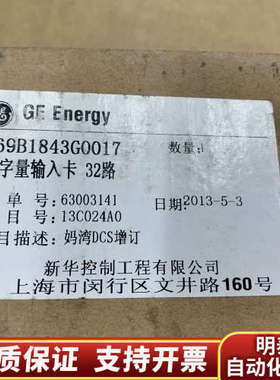 GE Energy
69B1843G0017 数量:
字量输入卡 32路
单 号: 63003141 日期: 2013-5-3
目 号: 13C024A0
目描述: 妈湾DCS增订
新华控制工程有限公司
上海市闵行区文井路160号
质保证 支持开票
明
自动化